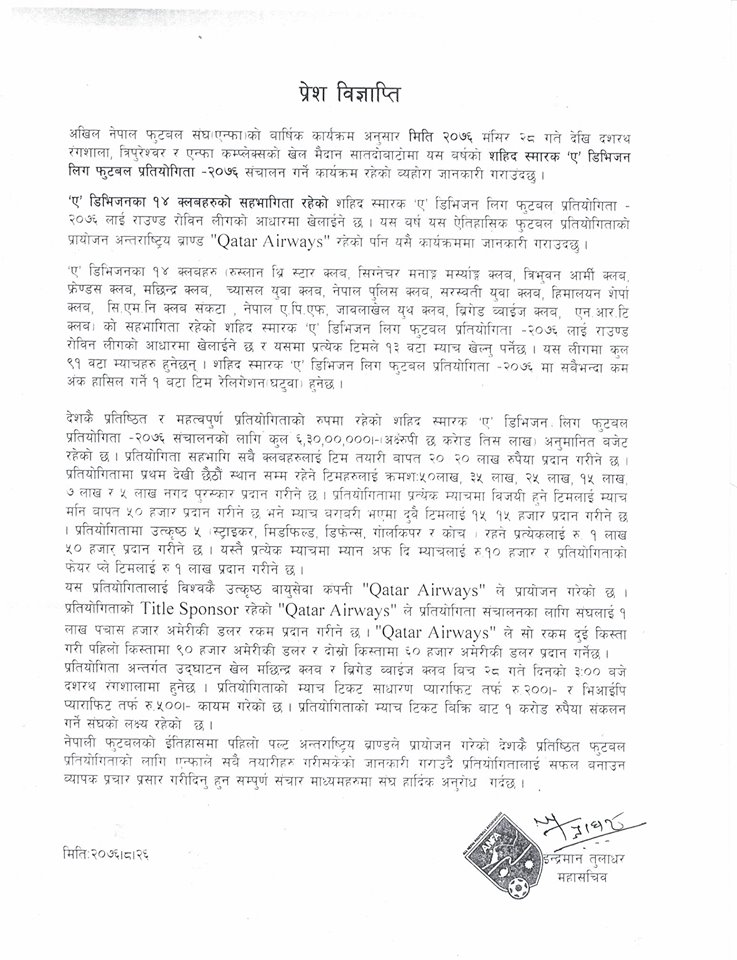 प्रेश विज्ञाप्ति
अखिल नेपाल फुटबल संघ(एन्फा)को वार्षिक कार्यक्रम अनुसार मिति २०७६ मंसिर २८ गते देखि दशरथ
रंगशाला, त्रिपुरेश्वर र एन्फा कम्प्लेक्सको खेल मैदान सातदोबाटोमा यस वर्षको शहिद स्मारक ‘ए’ डिभिजन
लिग फुटबल प्रतियोगिता -२०७६ संचालन गर्ने कार्यक्रम रहेको व्यहोरा जानकारी गराउदछु ।
‘ए’ डिभिजनका १४ क्लबहरुको सहभागिता रहेको शहिद स्मारक ‘ए’ डिभिजन लिग फुटबल प्रतियोगिता -
२०७६ लाई राउण्ड रोविन लीगको आधारमा खेलाईने छ । यस वर्ष यस ऐतिहासिक फुटबल प्रतियोगिताको
प्रायोजन अन्तराष्ट्रिय ब्राण्ड "Qatar Airways" रहेको पनि यसै कार्यक्रममा जानकारी गराउदछु ।
‘ए’ डिभिजनका १४ क्लबहरु (रुस्लान थ्रि स्टार क्लब, सिग्नेचर मनाङ मर्स्याङ्ग क्लब, त्रिभुवन आर्मी क्लब,
फ्रेण्डस क्लब, मछिन्द्र क्लब, च्यासल युवा क्लब, नेपाल पुलिस क्लब, सरस्वती युवा क्लब, हिमालयन शेर्पा
क्लब, सि.एम.नि क्लब संकटा , नेपाल ए.पि.एफ, जावलाखेल युथ क्लब, ब्रिगेड व्वाईज क्लब, एन.आर.टि
क्लब) को सहभागिता रहेको शहिद स्मारक ‘ए’ डिभिजन लिग फुटबल प्रतियोगिता -२०७६ लाई राउण्ड
रोविन लीगको आधारमा खेलाईने छ र यसमा प्रत्येक टिमले १३ वटा म्याच खेल्नु पर्नेछ । यस लीगमा कुल
९१ वटा म्याचहरु हुनेछन् । शहिद स्मारक ‘ए’ डिभिजन लिग फुटबल प्रतियोगिता -२०७६ मा सबैभन्दा कम
अंक हासिल गर्ने १ वटा टिम रेलिगेशन(घटुवा) हुनेछ ।
देशकै प्रतिष्ठित र महत्वपुर्ण प्रतियोगिताको रुपमा रहेको शहिद स्मारक ‘ए’ डिभिजन लिग फुटबल
प्रतियोगिता -२०७६ संचालनको लागि कुल ६,३०,००,०००।-(अक्षरुपी छ करोड तिस लाख) अनुमानित बजेट
रहेको छ । प्रतियोगिता सहभागि सबै क्लबहरुलाई टिम तयारी बापत २०/२० लाख रुपैया प्रदान गरीने छ ।
प्रतियोगितामा प्रथम देखी छैठौं स्थान सम्म रहने टिमहरुलाई क्रमशः५०लाख, ३५ लाख, २५ लाख, १५ लाख,
७ लाख र ५ लाख नगद पुरस्कार प्रदान गरीने छ । प्रतियोगितामा प्रत्येक म्याचमा विजयी हुने टिमलाई म्याच
मनि बापत ५० हजार प्रदान गरीने छ भने म्याच बराबरी भएमा दुवै टिमलाई १५/१५ हजार प्रदान गरीने छ
। प्रतियोगितामा उत्कृष्ठ ५ (स्ट्राइकर, मिडफिल्ड, डिफेन्स, गोलकिपर र कोच ) रहने प्रत्येकलाई रु १ लाख
५० हजार प्रदान गरीने छ । यस्तै प्रत्येक म्याचमा म्यान अफ दि म्याचलाई रु.१० हजार र प्रतियोगिताको
फेयर प्ले टिमलाई रु १ लाख प्रदान गरीने छ ।
यस प्रतियोगितालाई विश्वकै उत्कृष्ठ वायुसेवा कंपनी "Qatar Airways" ले प्रायोजन गरेको छ ।
प्रतियोगिताको Title Sponsor रहेको "Qatar Airways" ले प्रतियोगिता संचालनका लागि संघलाई १
लाख पचास हजार अमेरीकी डलर रकम प्रदान गरीने छ । "Qatar Airways" ले सो रकम दुई किस्ता
गरी पहिलो किस्तामा ९० हजार अमेरीकी डलर र दोस्रो किस्तामा ६० हजार अमेरीकी डलर प्रदान गर्नेछ ।
प्रतियोगिता अन्तर्गत उद्घाटन खेल मछिन्द्र क्लब र ब्रिगेड व्वाईज क्लब विच २८ गते दिनको ३:०० बजे
दशरथ रंगशालामा हुनेछ । प्रतियोगिताको म्याच टिकट साधारण प्यारफिट तर्फ रु.२००।- र भिआईपि
प्याराफिट तर्फ रु.५००।- कायम गरेको छ । प्रतियोगिताको म्याच टिकट बिक्रि बाट १ करोड रुपैया संकलन
गर्ने संघको लक्ष्य रहेको छ ।
नेपाली फुटबलको ईतिहासमा पहिलो पल्ट अन्तराष्ट्रिय ब्राण्डले प्रायोजन गरेको देशकै प्रतिष्ठित फुटबल
प्रतियोगिताको लागि एन्फाले सबै तयारीहरु गरीसकेको जानकारी गराउदै प्रतियोगितालाई सफल बनाउन
व्यापक प्रचार प्रसार गरीदिनु हुन सम्पुर्ण संचार माध्यमहरुमा संघ हार्दिक अनुरोध गर्दछ ।
मिति:२०७६।८।२६
ANFA
इन्द्रमान तुलाधर
महासचिव